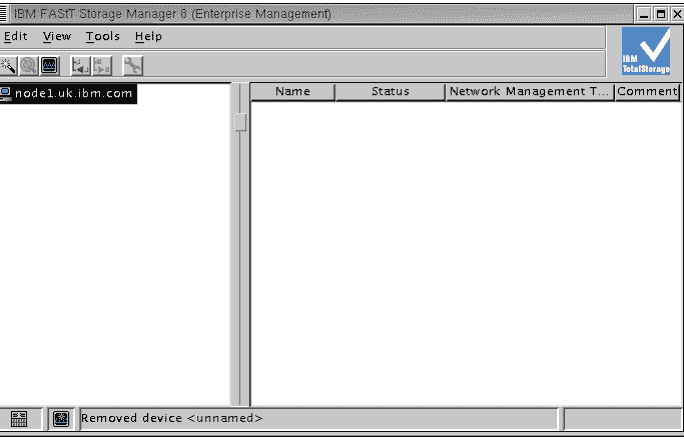 IBM FAStT Storage Manager 8 (Enterprise Management)
Edit View Tools Help
IBM
TotalStorage
node1.uk.ibm.com
Name Status Network Management T... Comment
Removed device <unnamed>